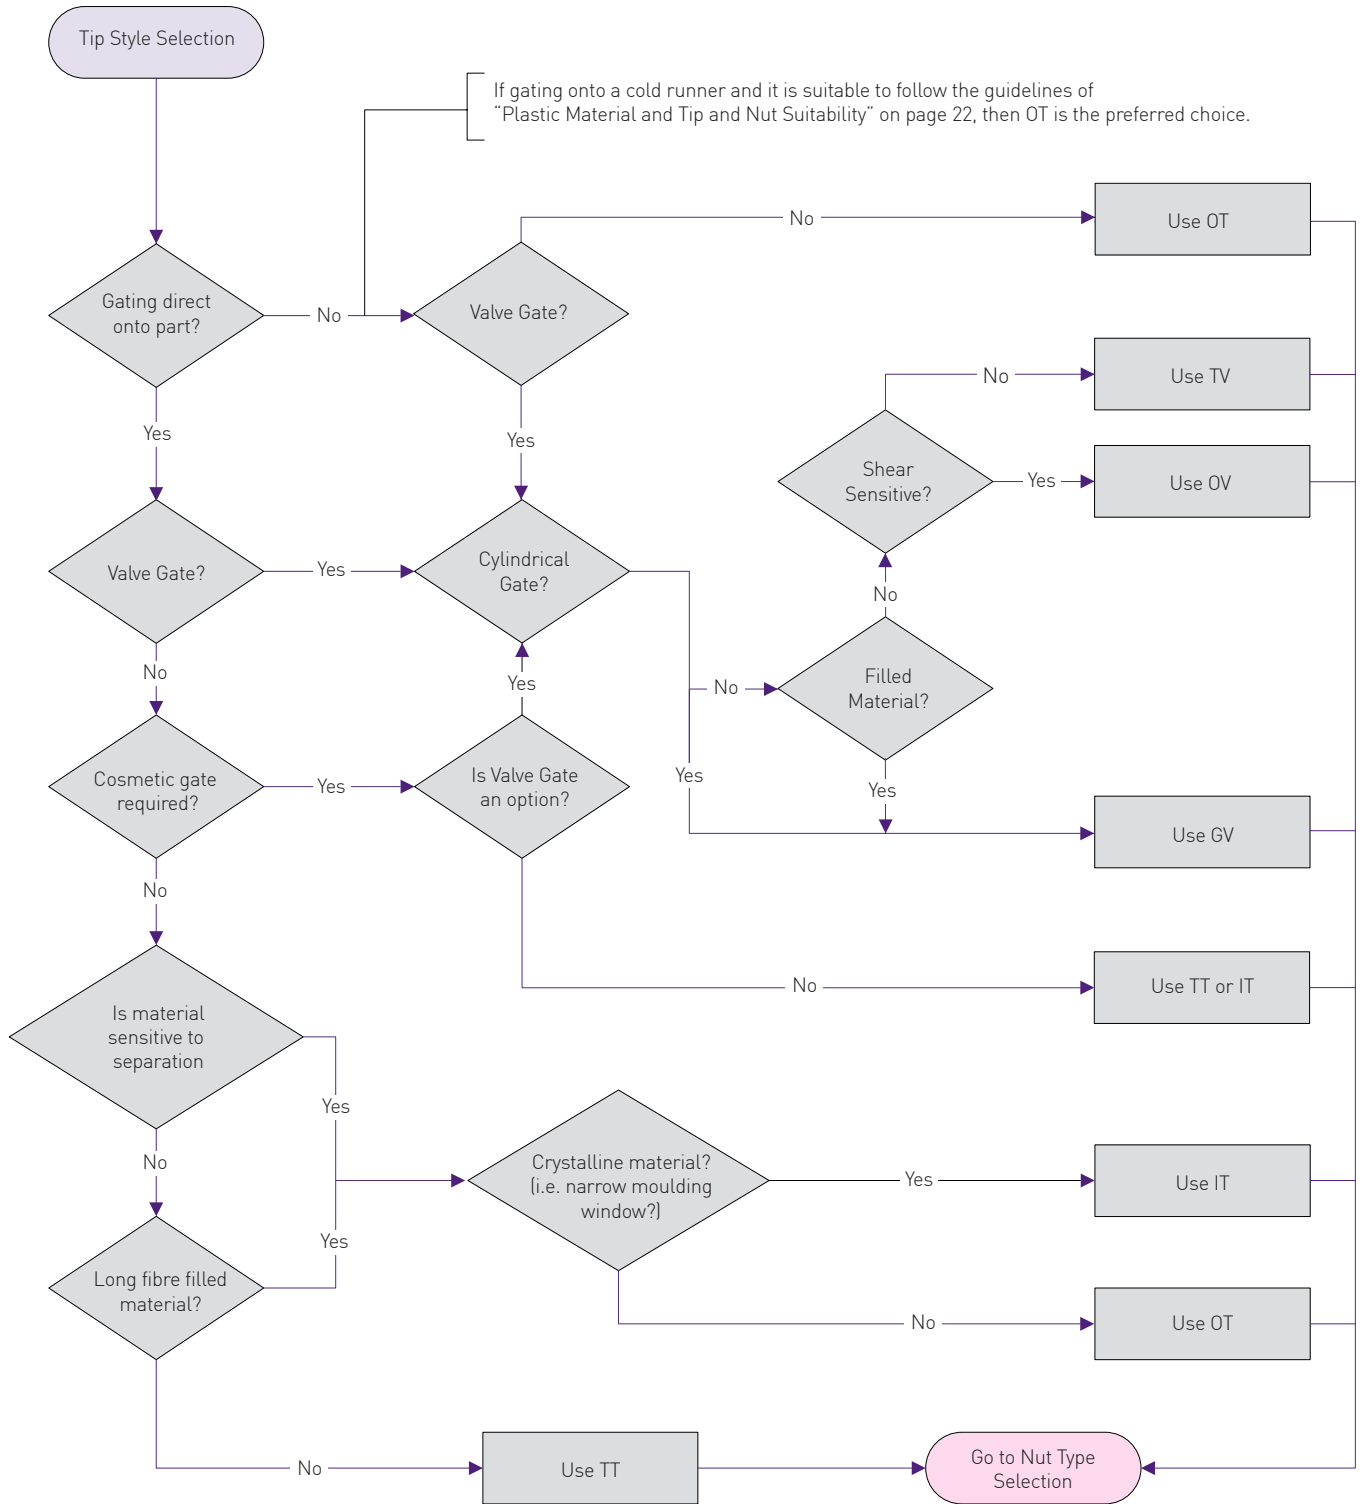 Tip Style Selection
If gating onto a cold runner and it is suitable to follow the guidelines of
“Plastic Material and Tip and Nut Suitability” on page 22, then OT is the preferred choice.
No
Use OT
Gating direct
onto part?
No
Valve Gate?
No
Use TV
Yes
Yes
Shear
Sensitive?
Yes
Use OV
Valve Gate?
Yes
Cylindrical
Gate?
No
No
Yes
No
Filled
Material?
Cosmetic gate
required?
Yes
Is Valve Gate
an option?
Yes
Yes
Use GV
No
No
Use TT or IT
Is material
sensitive to
separation
Yes
No
Crystalline material?
(i.e. narrow moulding
window?)
Yes
Use IT
Yes
Long fibre filled
material?
No
Use OT
No
Use TT
Go to Nut Type
Selection